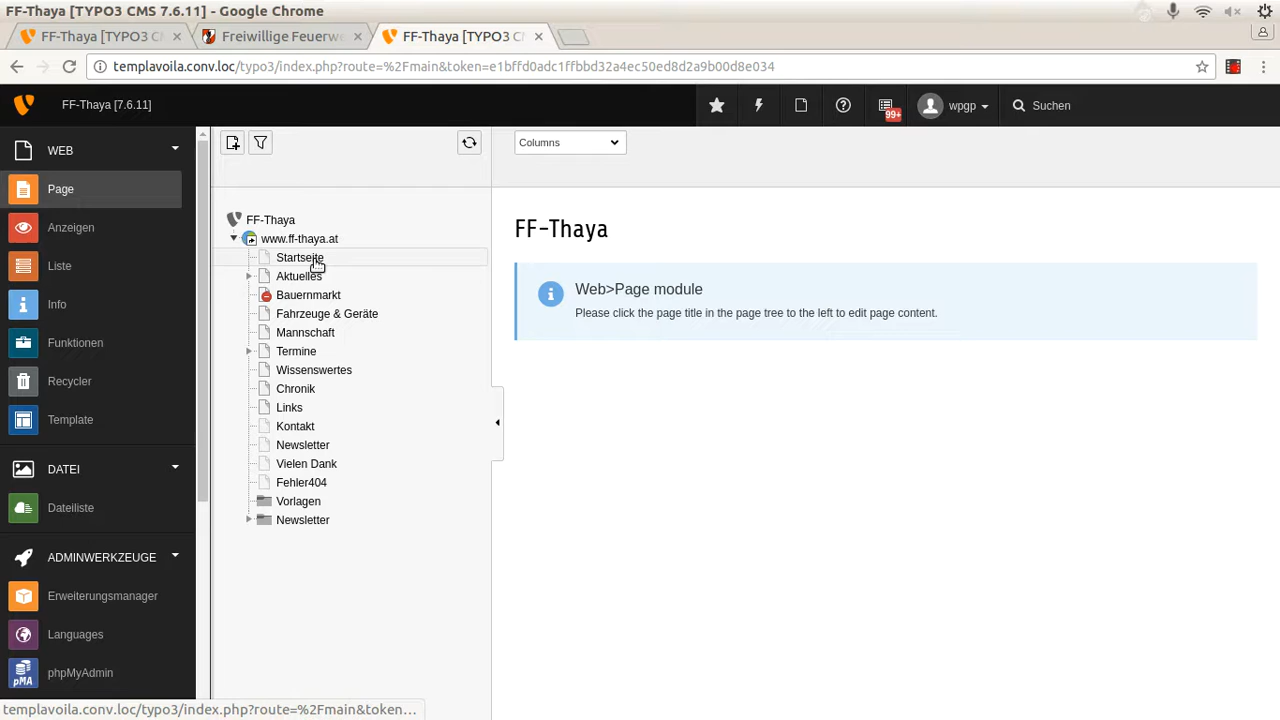 FF-Thaya [TYPO3 CMS 7.6.11] - Google Chrome
FF-Thaya [TYPO3 C
Freiwillige Feuerwe
FF-Thaya [TYPO3 C
templavoila.conv.loc/typo3/index.php?route=%2Fmain&token=e1bffd0adc1ffbbd32a4ec50ed8d2a9b00d8e034
FF-Thaya [7.6.11]
99+
wpgp
Suchen
WEB
Page
Anzeigen
Liste
Info
Funktionen
Recycler
Template
DATEI
Dateiliste
ADMINWERKZEUGE
Erweiterungsmanager
Languages
pMA
phpMyAdmin
FF-Thaya
www.ff-thaya.at
Startseite
Aktuelles
Bauernmarkt
Fahrzeuge & Geräte
Mannschaft
Termine
Wissenswertes
Chronik
Links
Kontakt
Newsletter
Vielen Dank
Fehler404
Vorlagen
Newsletter
Columns
FF-Thaya
Web>Page module
Please click the page title in the page tree to the left to edit page content.
templavoila.conv.loc/typo3/index.php?route=%2Fmain&token...